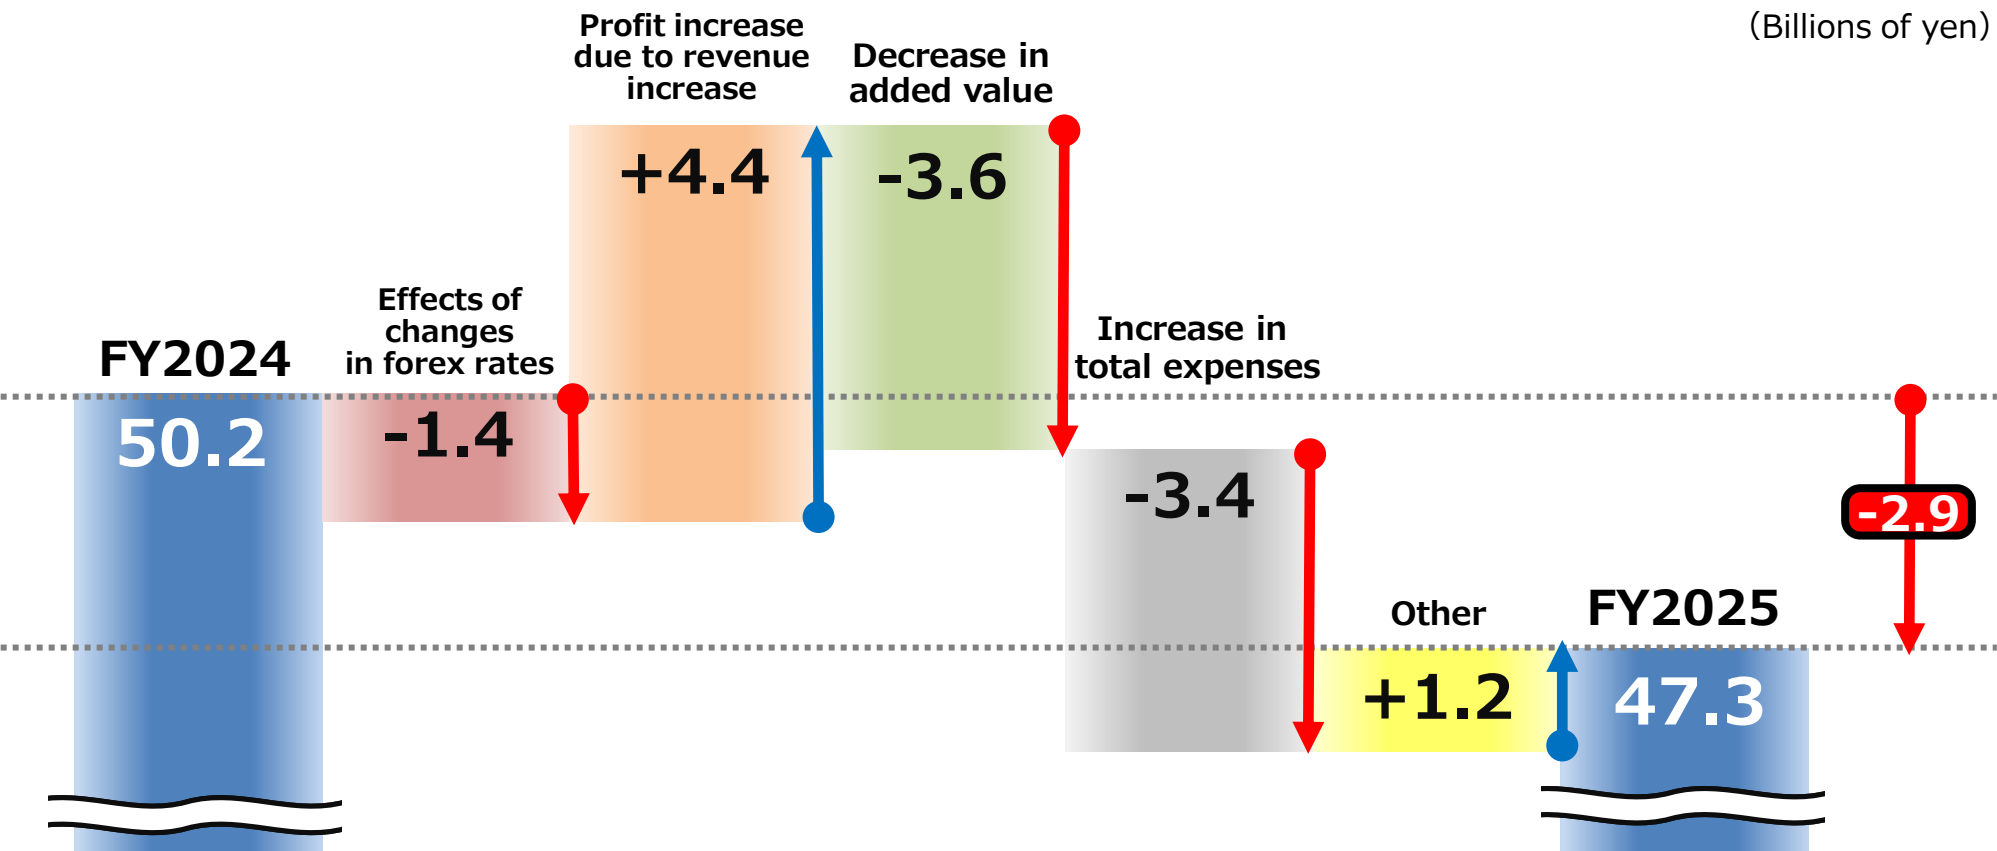 (Billions of yen)
Profit increase
due to revenue
increase
Decrease in
added value
+4.4
-3.6
Effects of
changes
in forex rates
Increase in
total expenses
FY2024
50.2
-1.4
-3.4
-2.9
Other
FY2025
+1.2
47.3